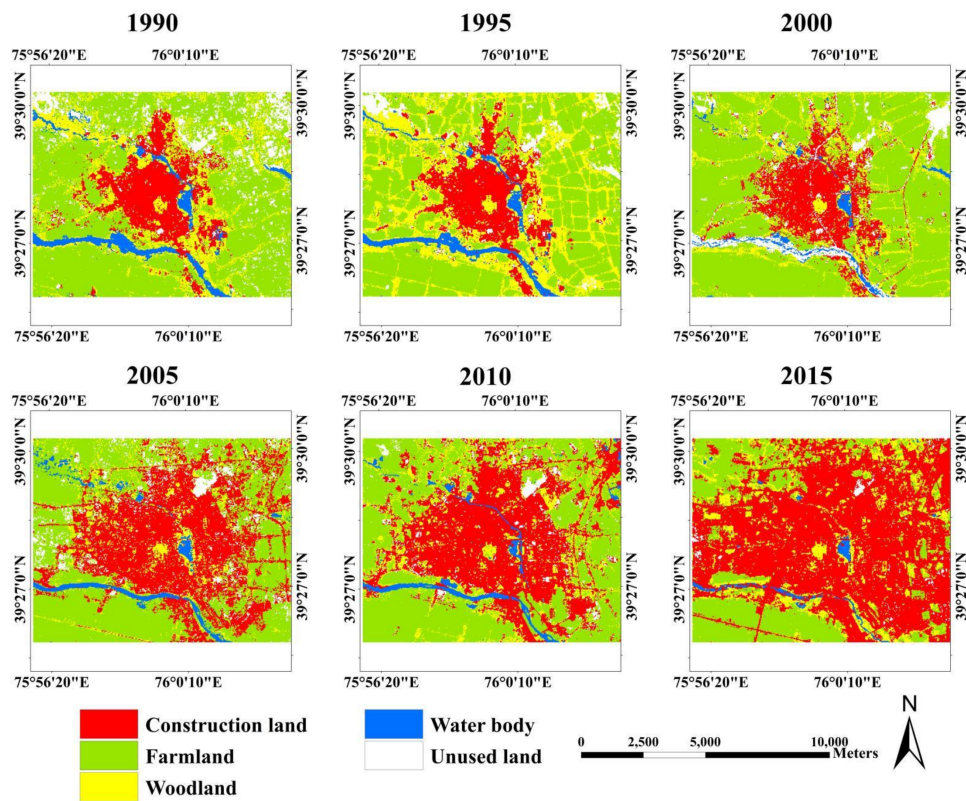 1990 1995 2000
75°56'20"E 76°0'10"E 75°56'20"E 76°0'10"E 75°56'20"E 76°0'10"E
39°30'0"N 39°30'0"N 39°30'0"N 39°30'0"N 39°30'0"N 39°30'0"N
39°27'0"N 39°27'0"N 39°27'0"N 39°27'0"N 39°27'0"N 39°27'0"N
75°56'20"E 76°0'10"E 75°56'20"E 76°0'10"E 75°56'20"E 76°0'10"E
2005 2010 2015
75°56'20"E 76°0'10"E 75°56'20"E 76°0'10"E 75°56'20"E 76°0'10"E
39°30'0"N 39°30'0"N 39°30'0"N 39°30'0"N 39°30'0"N 39°30'0"N
39°27'0"N 39°27'0"N 39°27'0"N 39°27'0"N 39°27'0"N 39°27'0"N
75°56'20"E 76°0'10"E 75°56'20"E 76°0'10"E 75°56'20"E 76°0'10"E
Construction land
Farmland
Woodland
Water body
Unused land
0 2,500 5,000 10,000
Meters
N